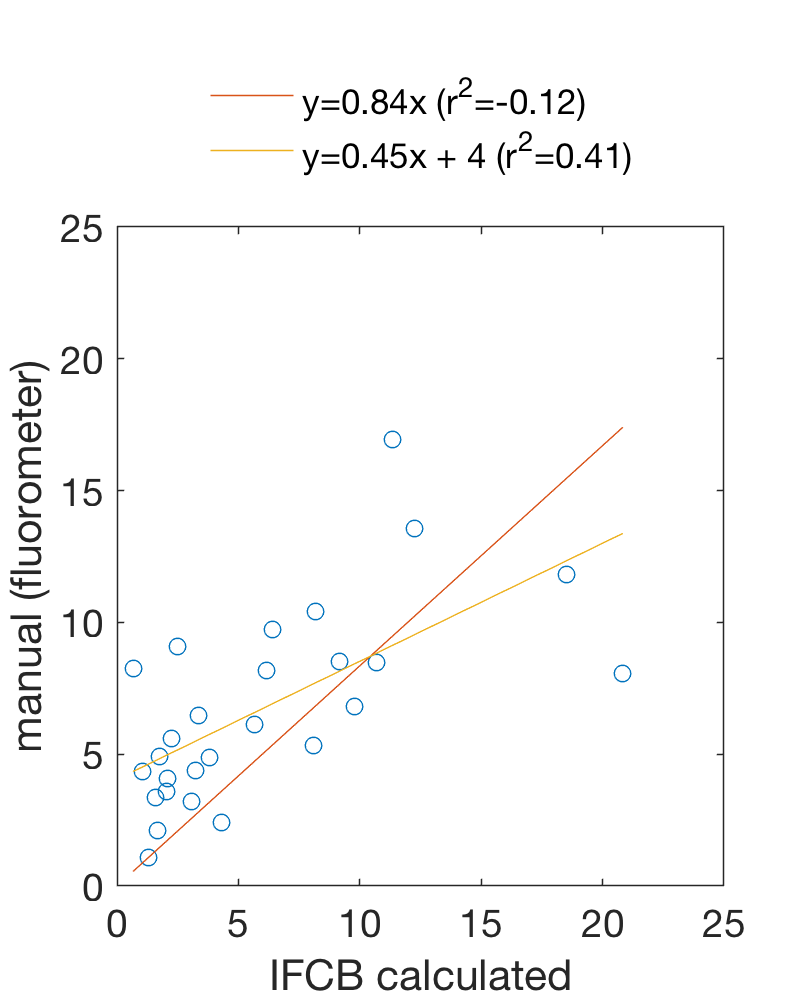 y=0.84x (r²=-0.12)
y=0.45x + 4 (r²=0.41)
25
20
15
10
5
0
manual (fluorometer)
0 5 10 15 20 25
IFCB calculated